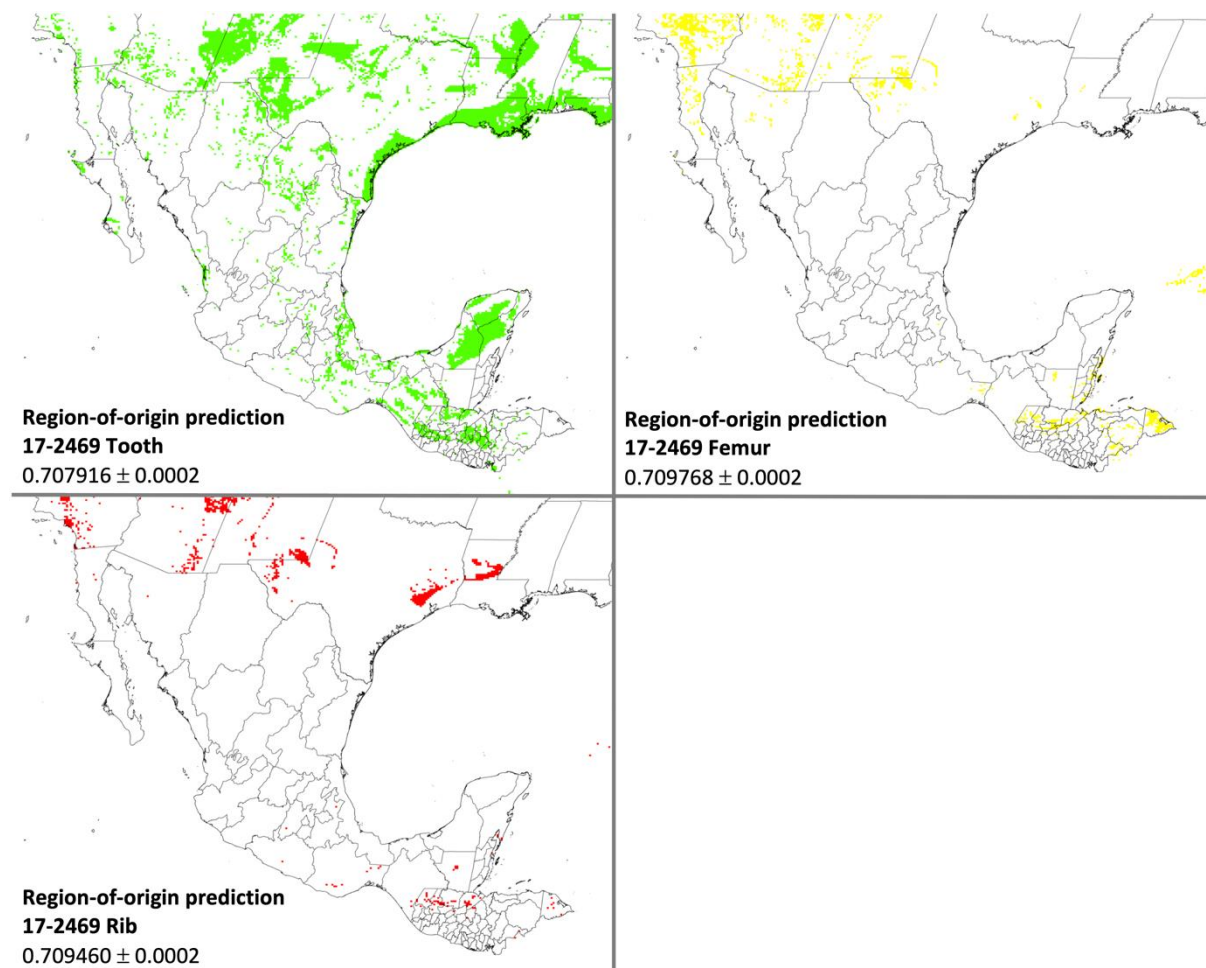 Region-of-origin prediction
17-2469 Tooth
0.707916 ± 0.0002
Region-of-origin prediction
17-2469 Femur
0.709768 ± 0.0002
Region-of-origin prediction
17-2469 Rib
0.709460 ± 0.0002